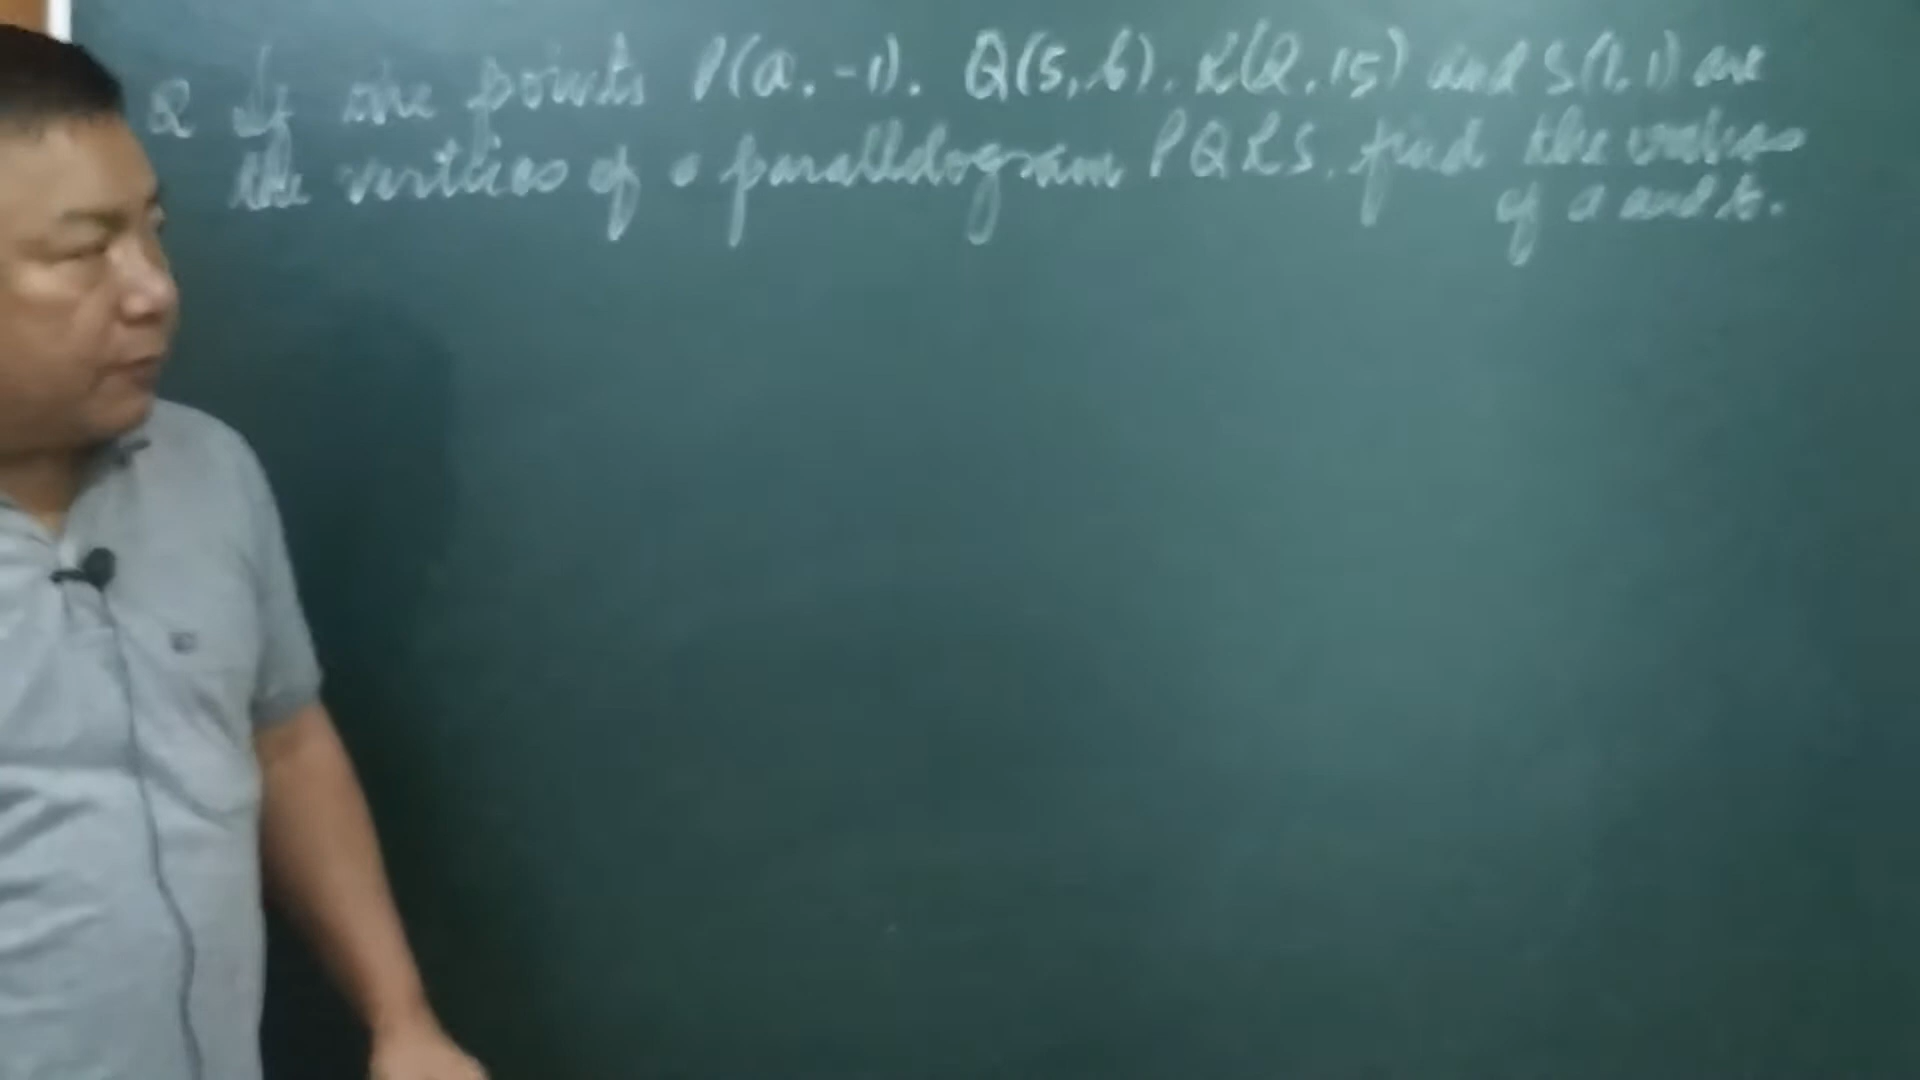 Q If the points P(a, -1), Q(5, b), R(2, 15) and S(1, 1) are
the vertices of a parallelogram PQRS, find the values
of a and b.